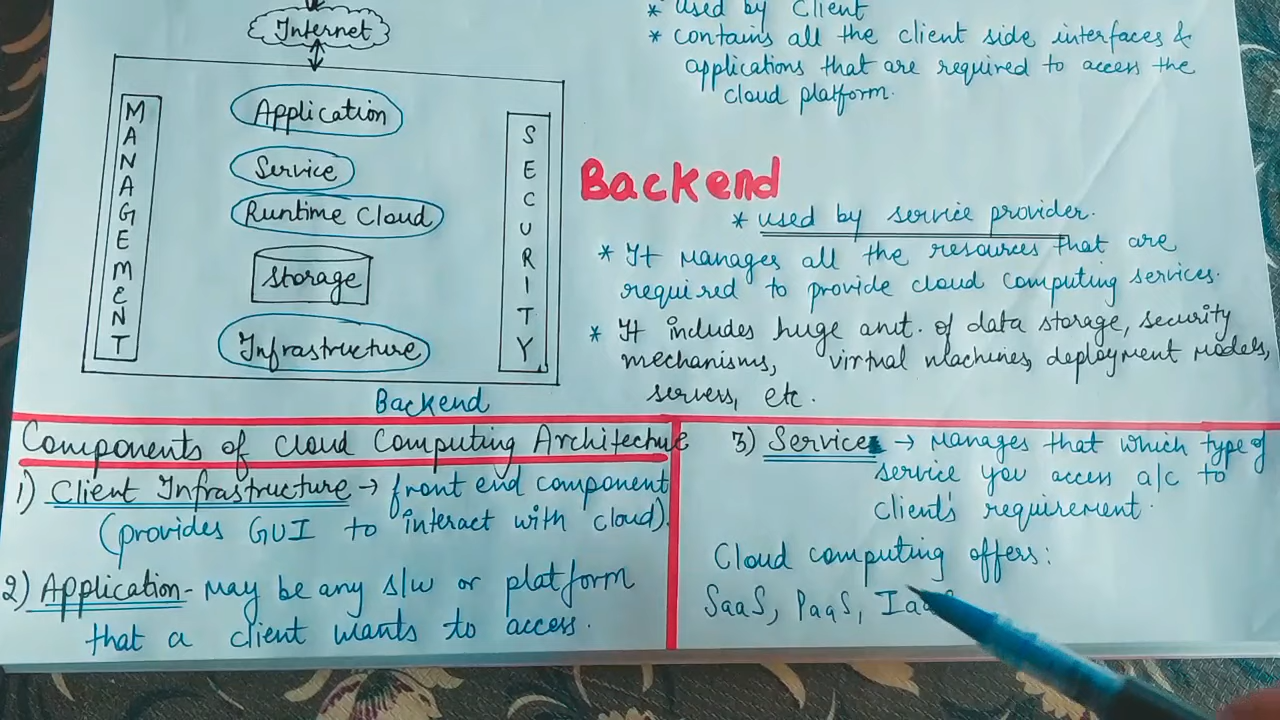 Internet
MANAGEMENT
Application
Service
Runtime Cloud
Storage
Infrastructure
SECURITY
Backend
* used by Client
* contains all the client side interfaces &
applications that are required to access the
cloud platform.
Backend
* used by service provider.
* It manages all the resources that are
required to provide cloud computing services.
* It includes huge amt. of data storage, security
mechanisms, virtual machines, deployment models,
servers, etc.
Components of Cloud Computing Architecture
1) Client Infrastructure → front end component
(provides GUI to interact with cloud).
2) Application - May be any s/w or platform
that a client wants to access.
3) Service → Manages that which type of
service you access a/c to
client's requirement.
Cloud computing offers:
SaaS, PaaS, IaaS